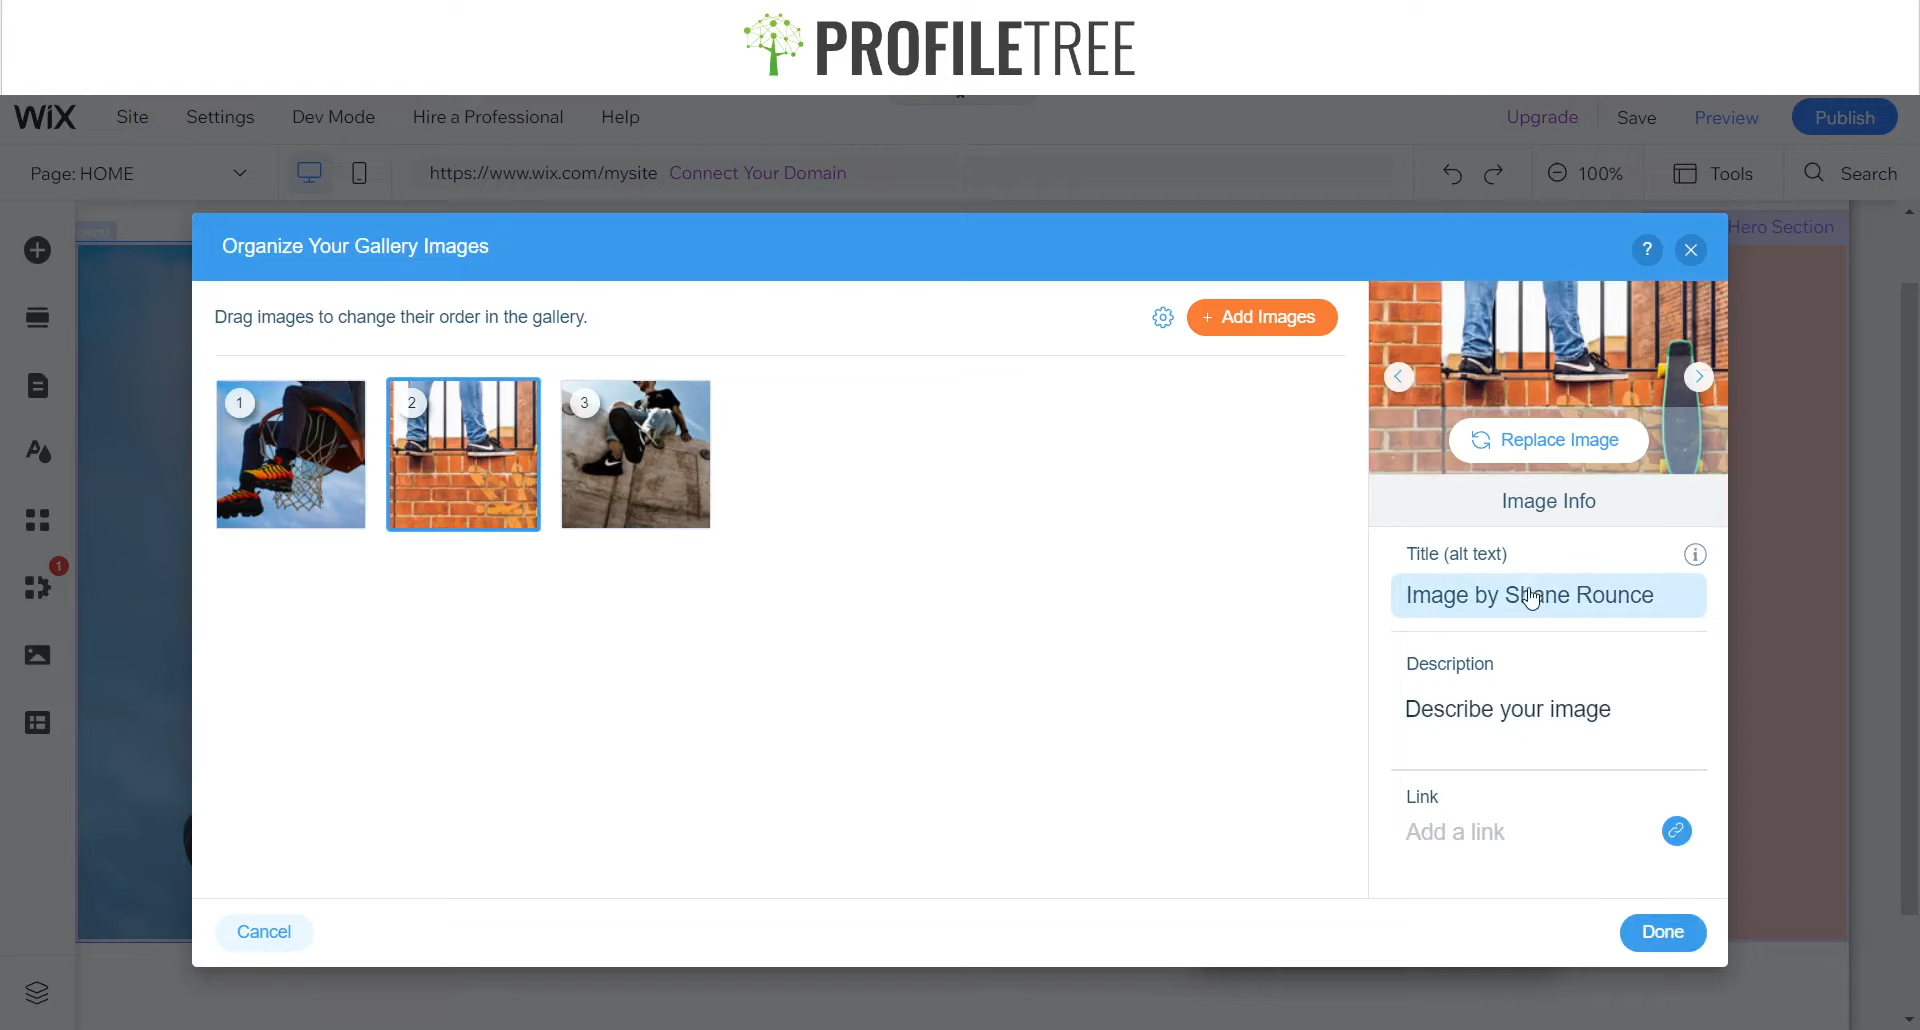 PROFILETREE
WiX Site Settings Dev Mode Hire a Professional Help Upgrade Save Preview Publish
Page: HOME https://www.wix.com/mysite Connect Your Domain 100% Tools Search
Hero Section
Organize Your Gallery Images ?
Drag images to change their order in the gallery. + Add Images
1 2 3
Replace Image
Image Info
Title (alt text) i
1
Image by Shane Rounce
Description
Describe your image
Link
Add a link
Cancel Done